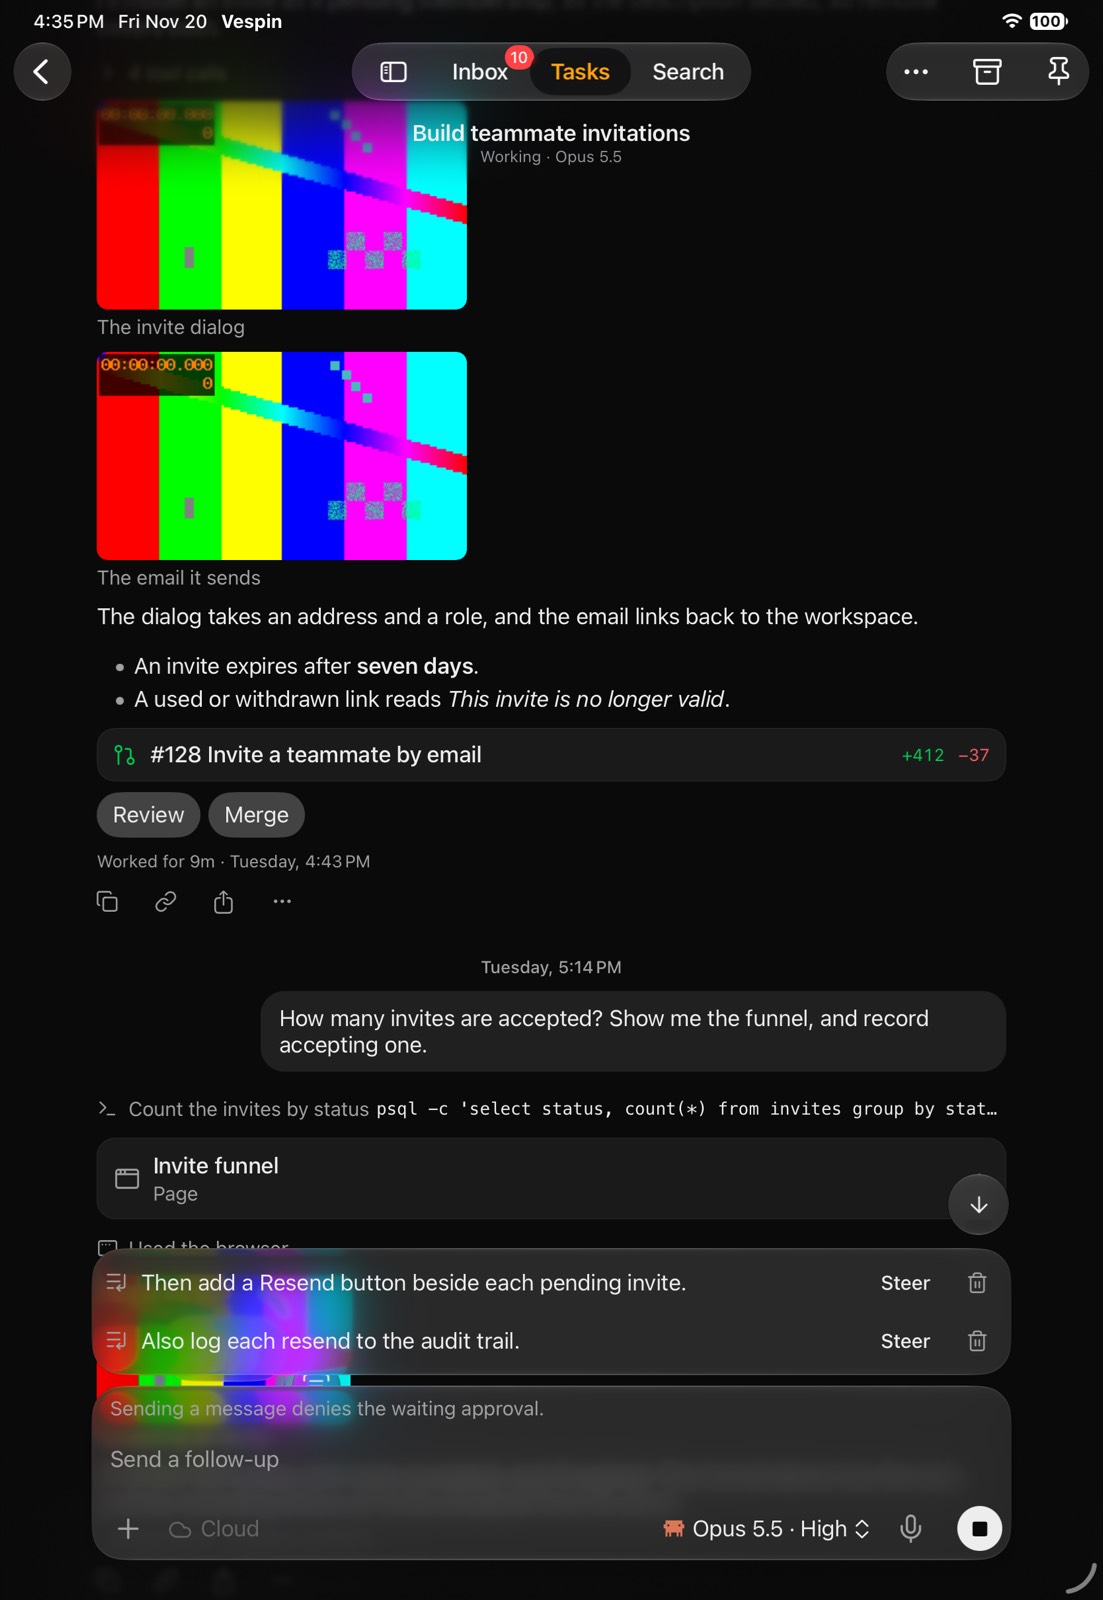 4:35 PM Fri Nov 20 Vespin
100
Inbox 10 Tasks Search
Build teammate invitations
Working · Opus 5.5
00:00:00.000
0
The invite dialog
00:00:00.000
0
The email it sends
The dialog takes an address and a role, and the email links back to the workspace.
• An invite expires after seven days.
• A used or withdrawn link reads This invite is no longer valid.
#128 Invite a teammate by email +412 −37
Review Merge
Worked for 9m · Tuesday, 4:43 PM
Tuesday, 5:14 PM
How many invites are accepted? Show me the funnel, and record
accepting one.
Count the invites by status psql -c 'select status, count(*) from invites group by stat…
Invite funnel
Page
Used the browser
Then add a Resend button beside each pending invite. Steer
Also log each resend to the audit trail. Steer
Sending a message denies the waiting approval.
Send a follow-up
Cloud Opus 5.5 · High